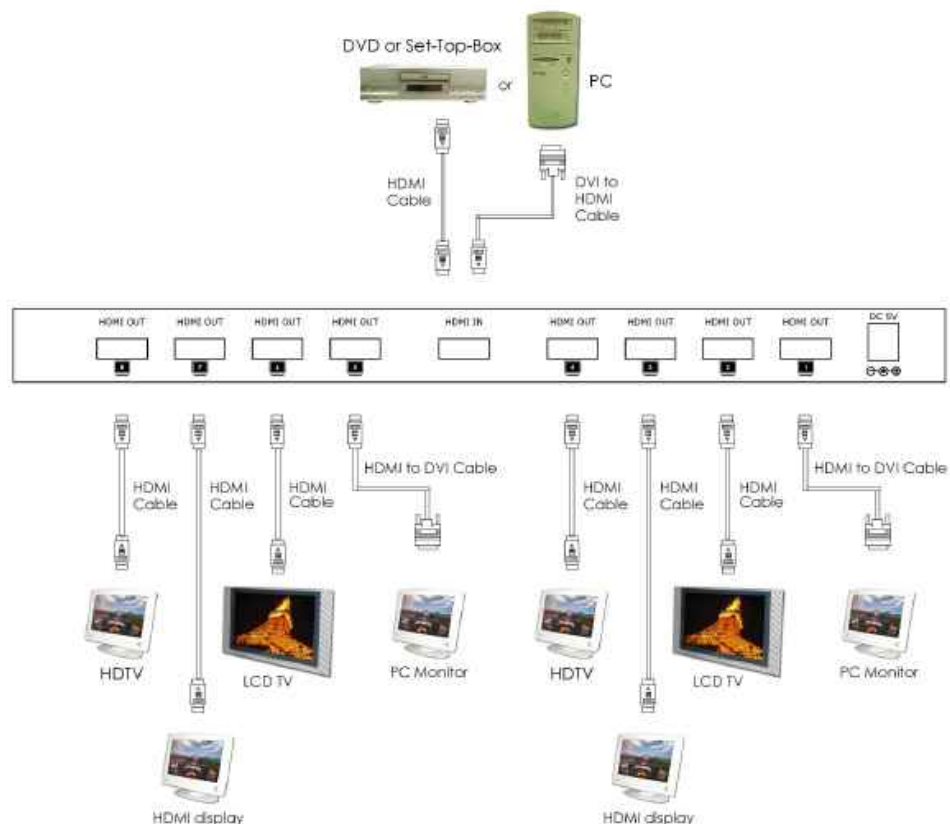 DVD or Set-Top-Box
or
PC
HDMI
Cable
DVI to
HDMI
Cable
HDMI OUT
HDMI OUT
HDMI OUT
HDMI OUT
HDMI IN
HDMI OUT
HDMI OUT
HDMI OUT
HDMI OUT
DC 5V
HDMI
Cable
HDMI
Cable
HDMI
Cable
HDMI to DVI Cable
HDMI
Cable
HDMI
Cable
HDMI
Cable
HDMI to DVI Cable
HDTV
LCD TV
PC Monitor
HDTV
LCD TV
PC Monitor
HDMI display
HDMI display